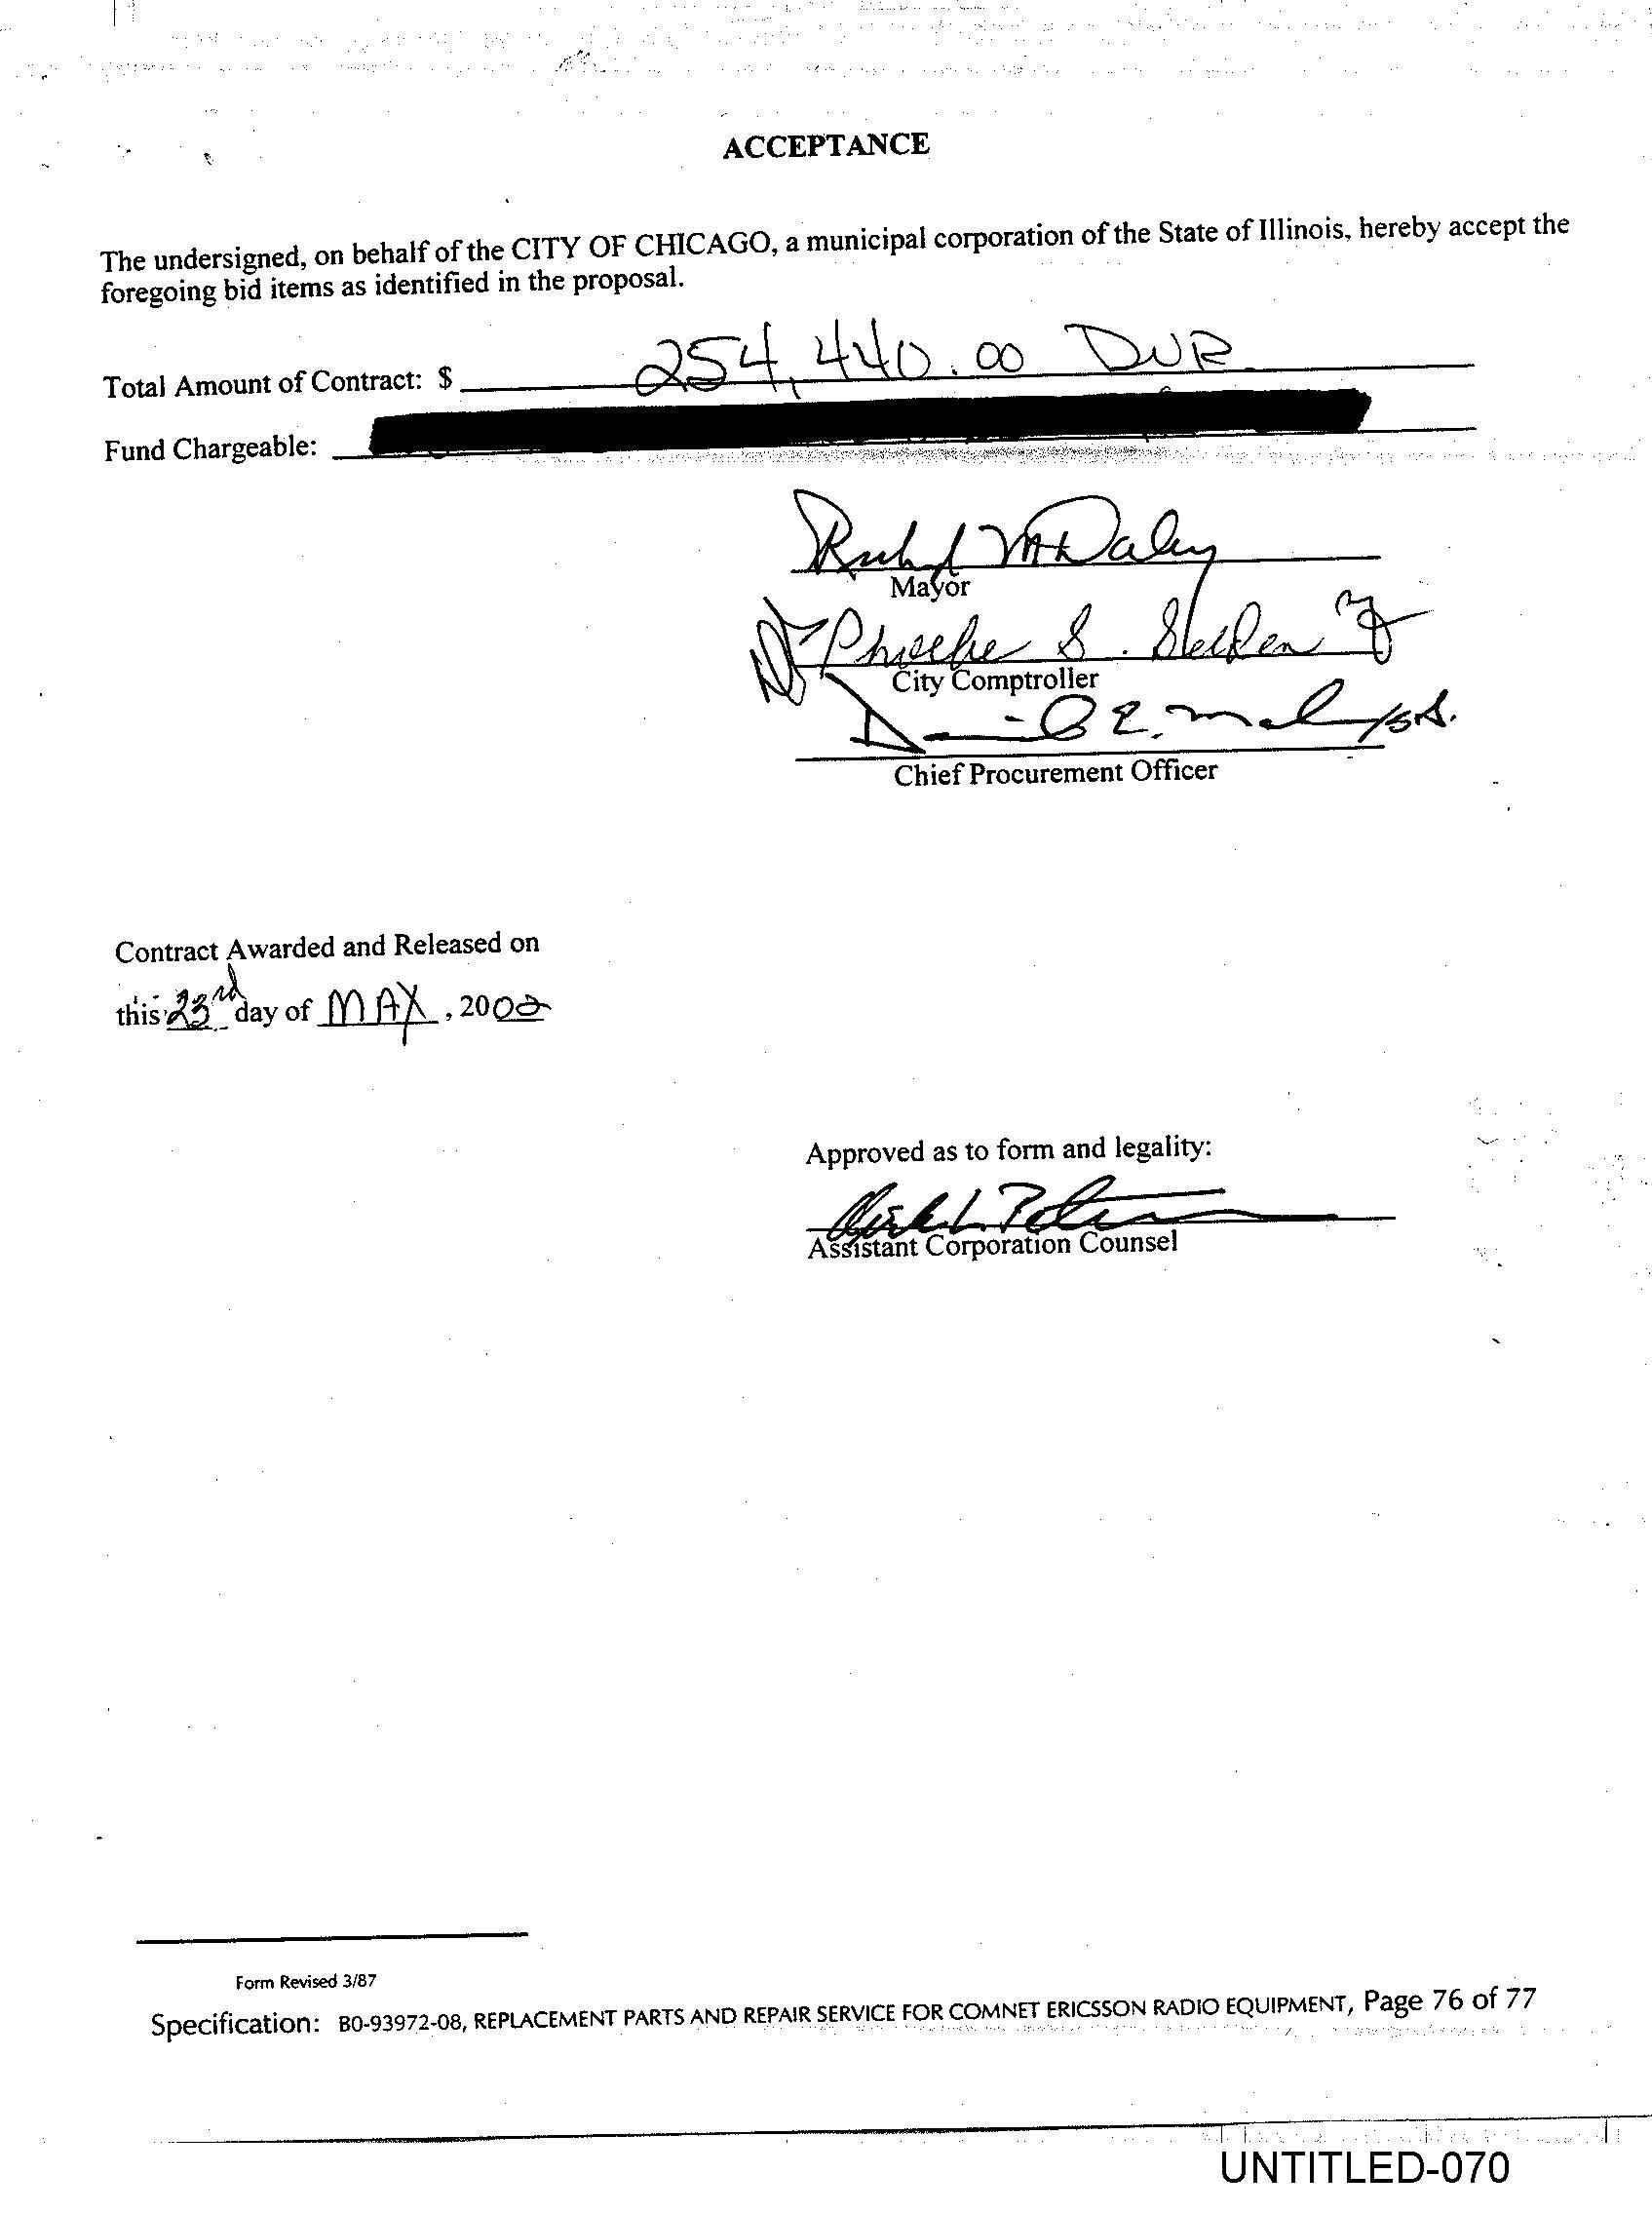 ACCEPTANCE
The undersigned, on behalf of the CITY OF CHICAGO, a municipal corporation of the State of Illinois, hereby accept the
foregoing bid items as identified in the proposal.
Total Amount of Contract: $ 254,440.00 DUR
Fund Chargeable:
Richd M Daley
Mayor
Phoebe S. Selden
City Comptroller
Chief Procurement Officer
Contract Awarded and Released on
this 23rd day of MAY, 2002
Approved as to form and legality:
Assistant Corporation Counsel
Form Revised 3/87
Specification: B0-93972-08, REPLACEMENT PARTS AND REPAIR SERVICE FOR COMNET ERICSSON RADIO EQUIPMENT, Page 76 of 77
UNTITLED-070